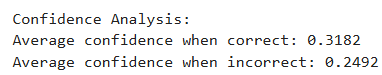 Confidence Analysis:
Average confidence when correct: 0.3182
Average confidence when incorrect: 0.2492